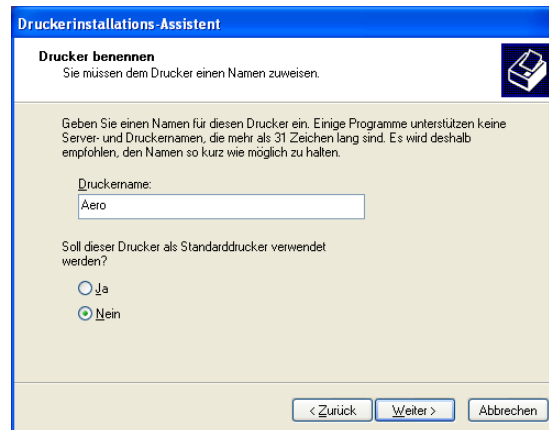 Druckerinstallations-Assistent
Drucker benennen
Sie müssen dem Drucker einen Namen zuweisen.
Geben Sie einen Namen für diesen Drucker ein. Einige Programme unterstützen keine
Server- und Druckernamen, die mehr als 31 Zeichen lang sind. Es wird deshalb
empfohlen, den Namen so kurz wie möglich zu halten.
Druckername:
Aero
Soll dieser Drucker als Standarddrucker verwendet
werden?
Ja
Nein
< Zurück Weiter > Abbrechen